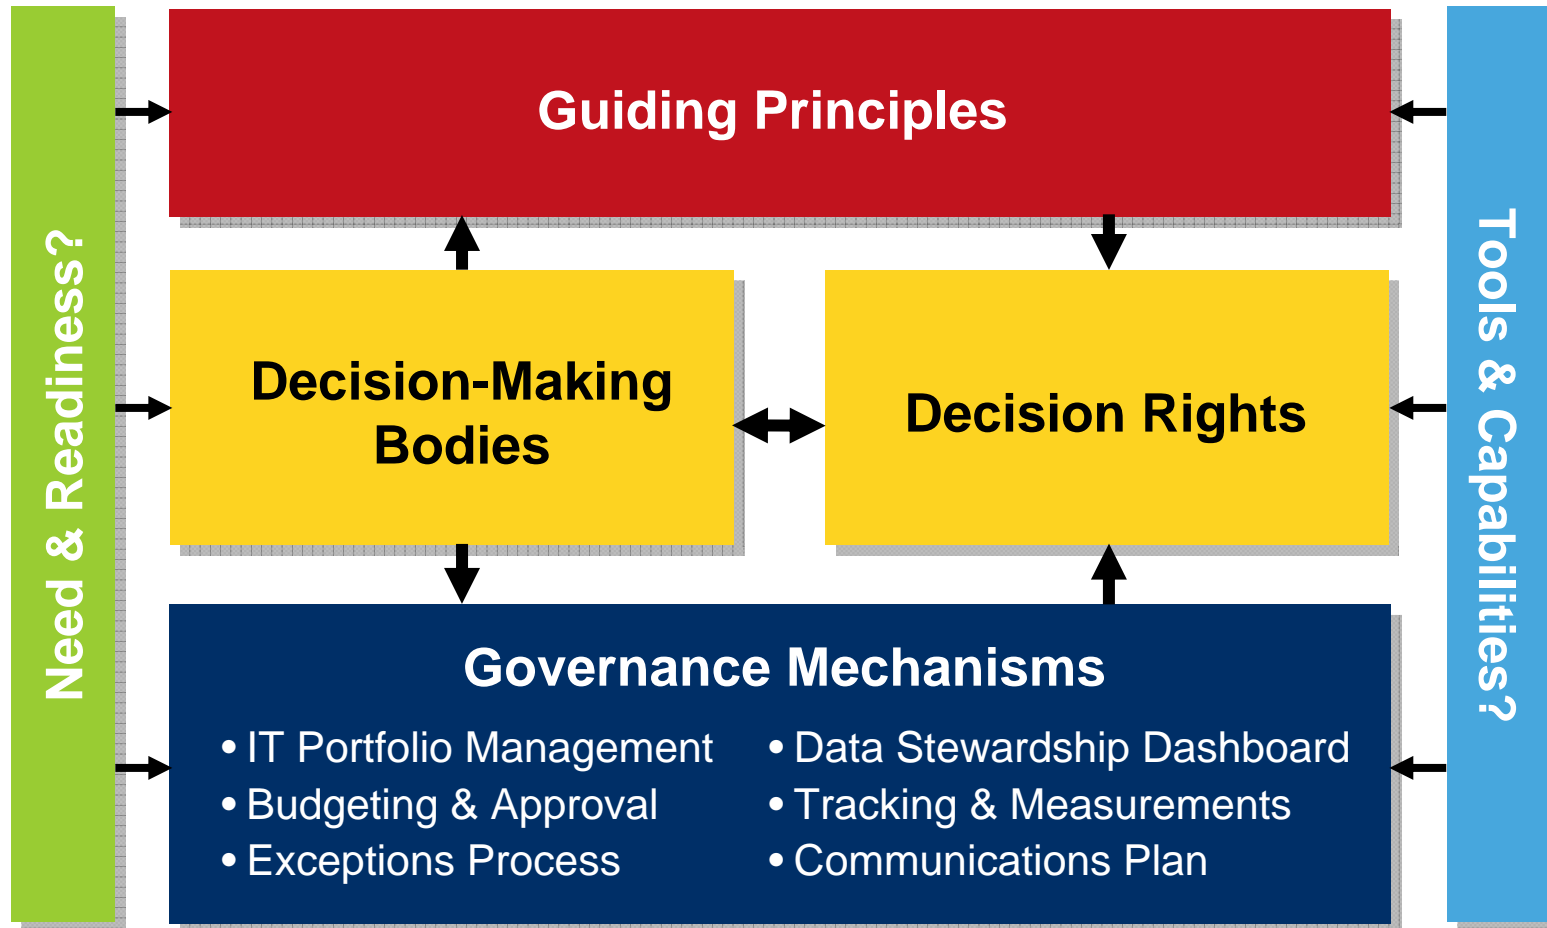 Need & Readiness?
Guiding Principles
Decision-Making
Bodies
Decision Rights
Governance Mechanisms
• IT Portfolio Management
• Budgeting & Approval
• Exceptions Process
• Data Stewardship Dashboard
• Tracking & Measurements
• Communications Plan
Tools & Capabilities?